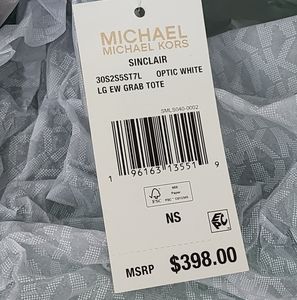 MICHAEL
MICHAEL KORS
SINCLAIR
30S2S5ST7L OPTIC WHITE
LG EW GRAB TOTE
SMLS040-0002
1 96163 13551 9
FSC
MIX
Paper
NS
MSRP $398.00